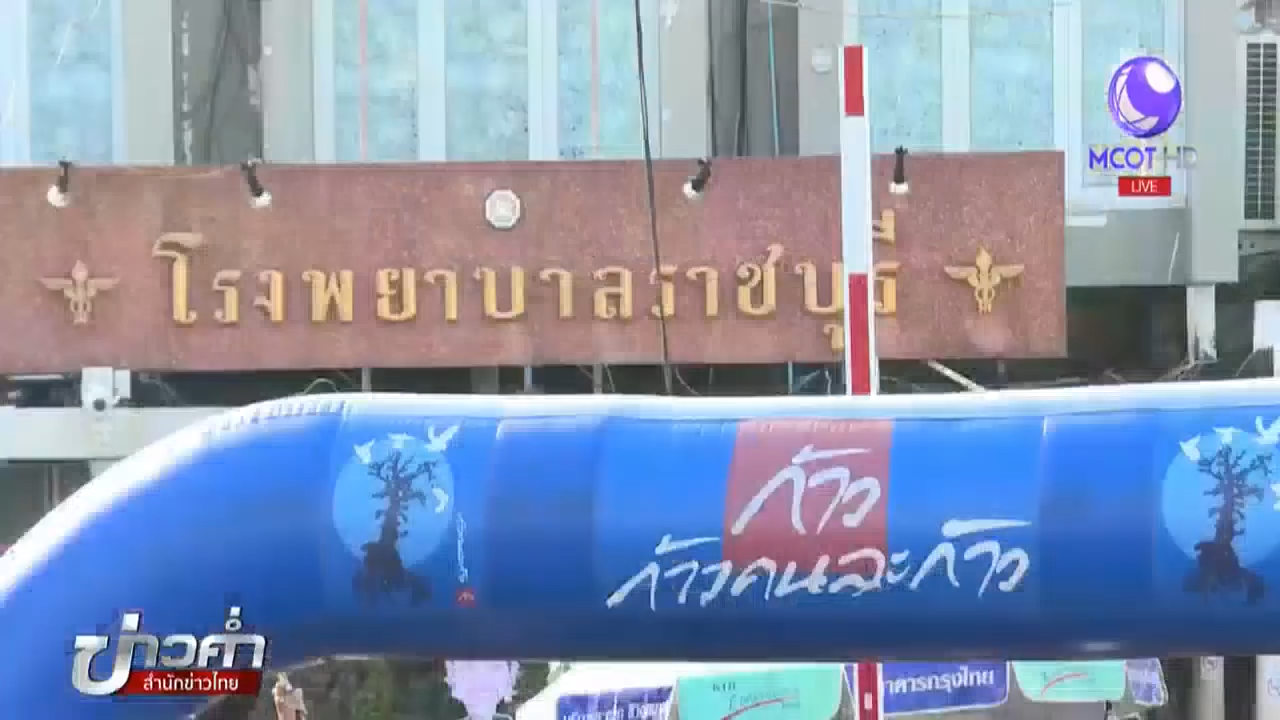 MCOT HD
LIVE
โรงพยาบาลราชบุรี
ก้าว
ก้าวคนละก้าว
ข่าวค่ำ
สำนักข่าวไทย
าคารกรุงไทย